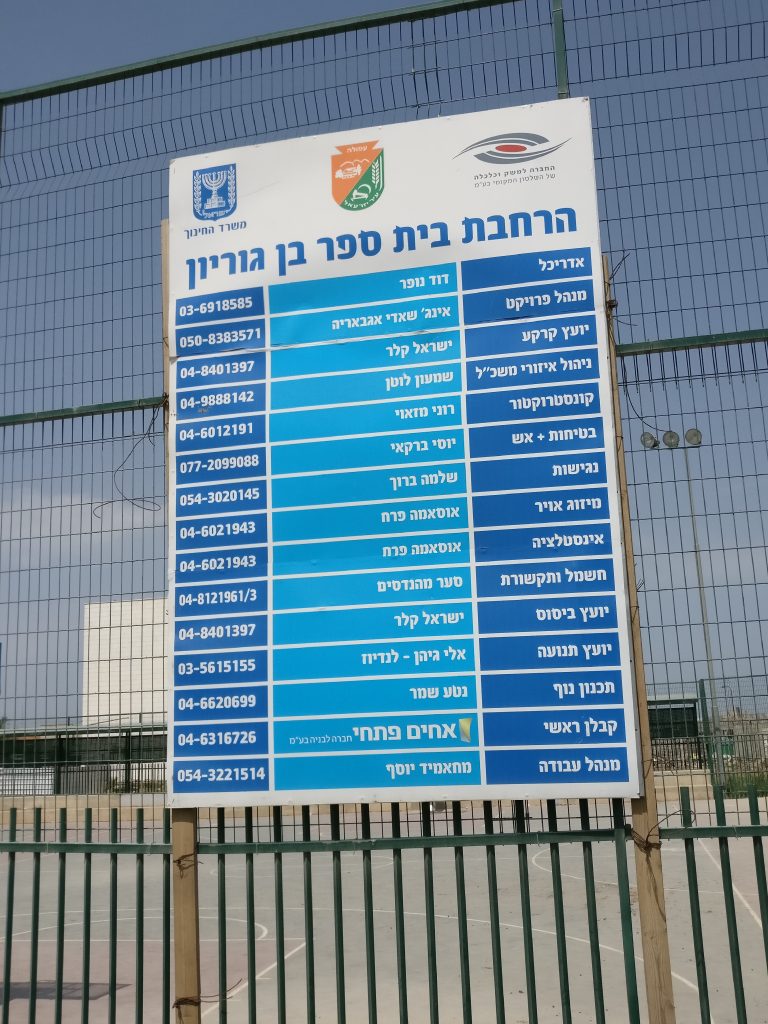 משרד החינוך
עפולה
עיר יזרעאל
החברה למשק וכלכלה
של השלטון המקומי בע"מ
הרחבת בית ספר בן גוריון
אדריכל דוד נופר 03-6918585
מנהל פרויקט אינג' שאדי אגבאריה 050-8383571
יועץ קרקע ישראל קלר 04-8401397
ניהול איזורי משכ"ל שמעון לוטן 04-9888142
קונסטרוקטור רוני מזאוי 04-6012191
בטיחות + אש יוסי ברקאי 077-2099088
נגישות שלמה ברוך 054-3020145
מיזוג אויר אוסאמה פרח 04-6021943
אינסטלציה אוסאמה פרח 04-6021943
חשמל ותקשורת סער מהנדסים 04-8121961/3
יועץ ביסוס ישראל קלר 04-8401397
יועץ תנועה אלי גיהן - לנדיוז 03-5615155
תכנון נוף נטע שמר 04-6620699
קבלן ראשי אחים פתחי חברה לבניה בע"מ 04-6316726
מנהל עבודה מחאמיד יוסף 054-3221514